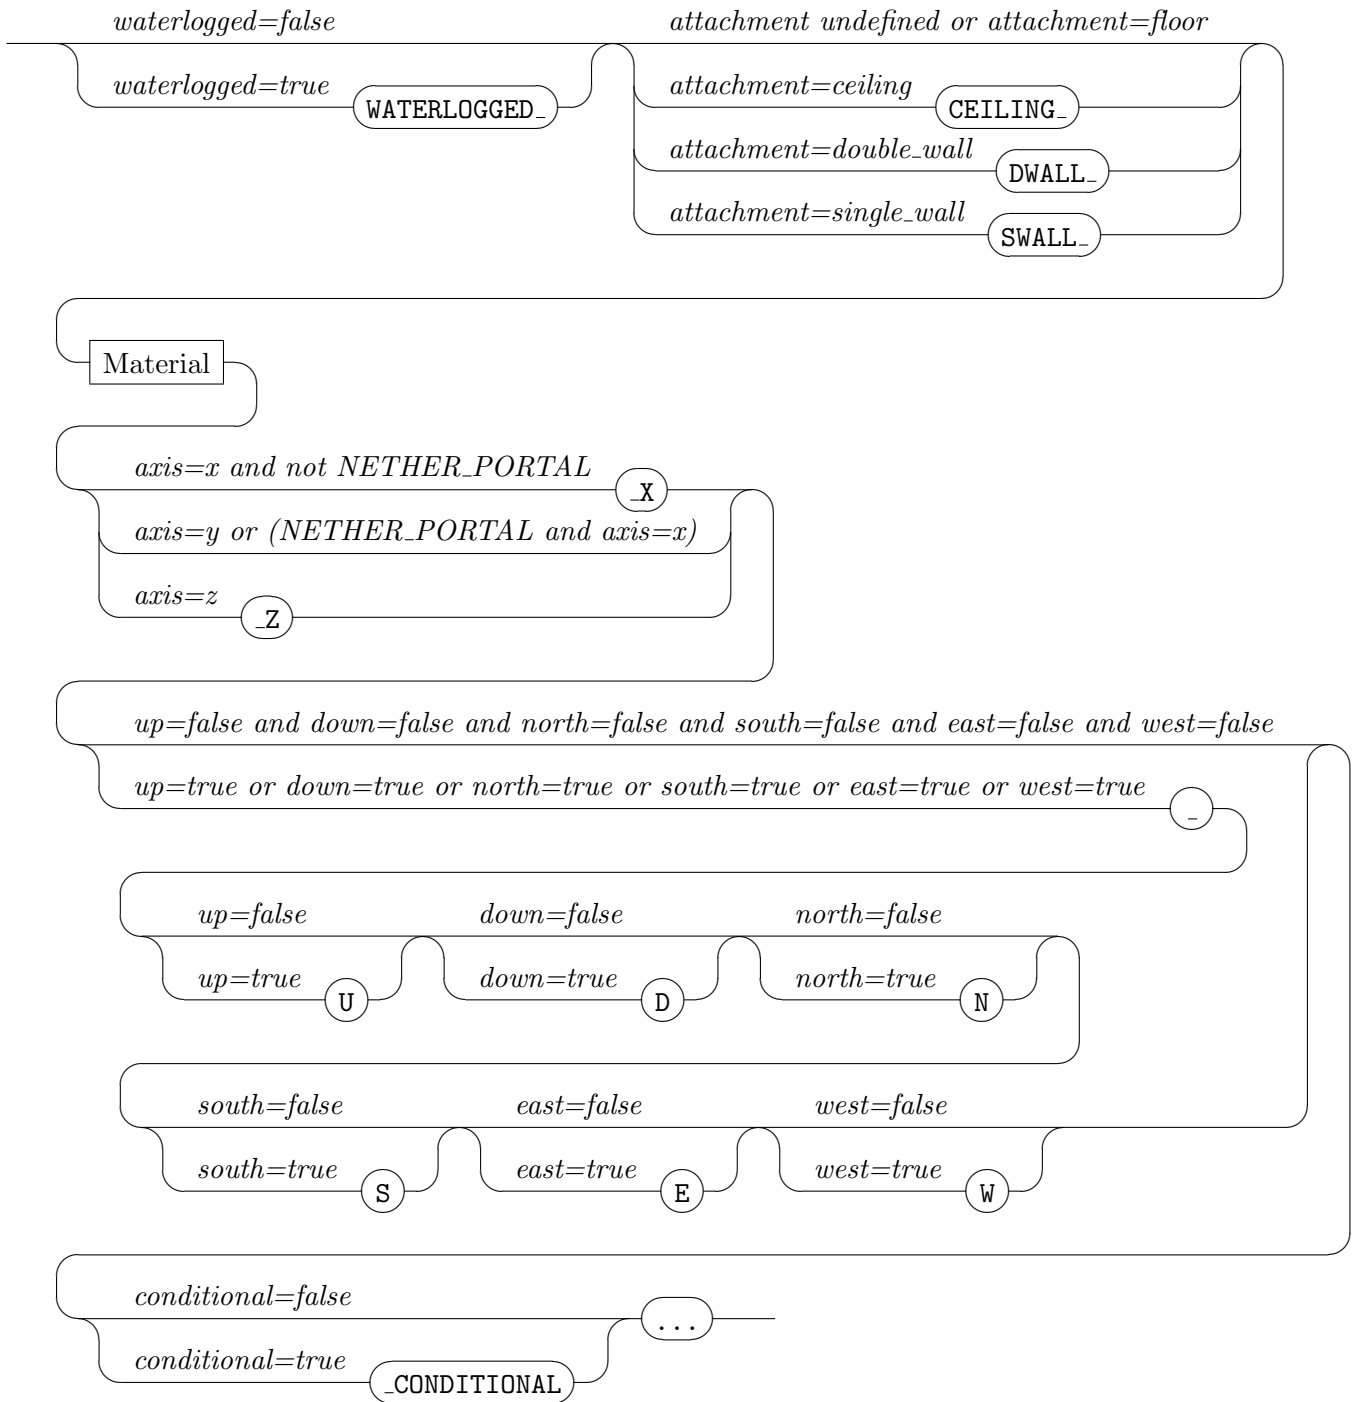 waterlogged=false attachment undefined or attachment=floor
waterlogged=true WATERLOGGED_ attachment=ceiling CEILING_
attachment=double_wall DWALL_
attachment=single_wall SWALL_
Material
axis=x and not NETHER_PORTAL _X
axis=y or (NETHER_PORTAL and axis=x)
axis=z _Z
up=false and down=false and north=false and south=false and east=false and west=false
up=true or down=true or north=true or south=true or east=true or west=true _
up=false down=false north=false
up=true U down=true D north=true N
south=false east=false west=false
south=true S east=true E west=true W
conditional=false ...
conditional=true _CONDITIONAL